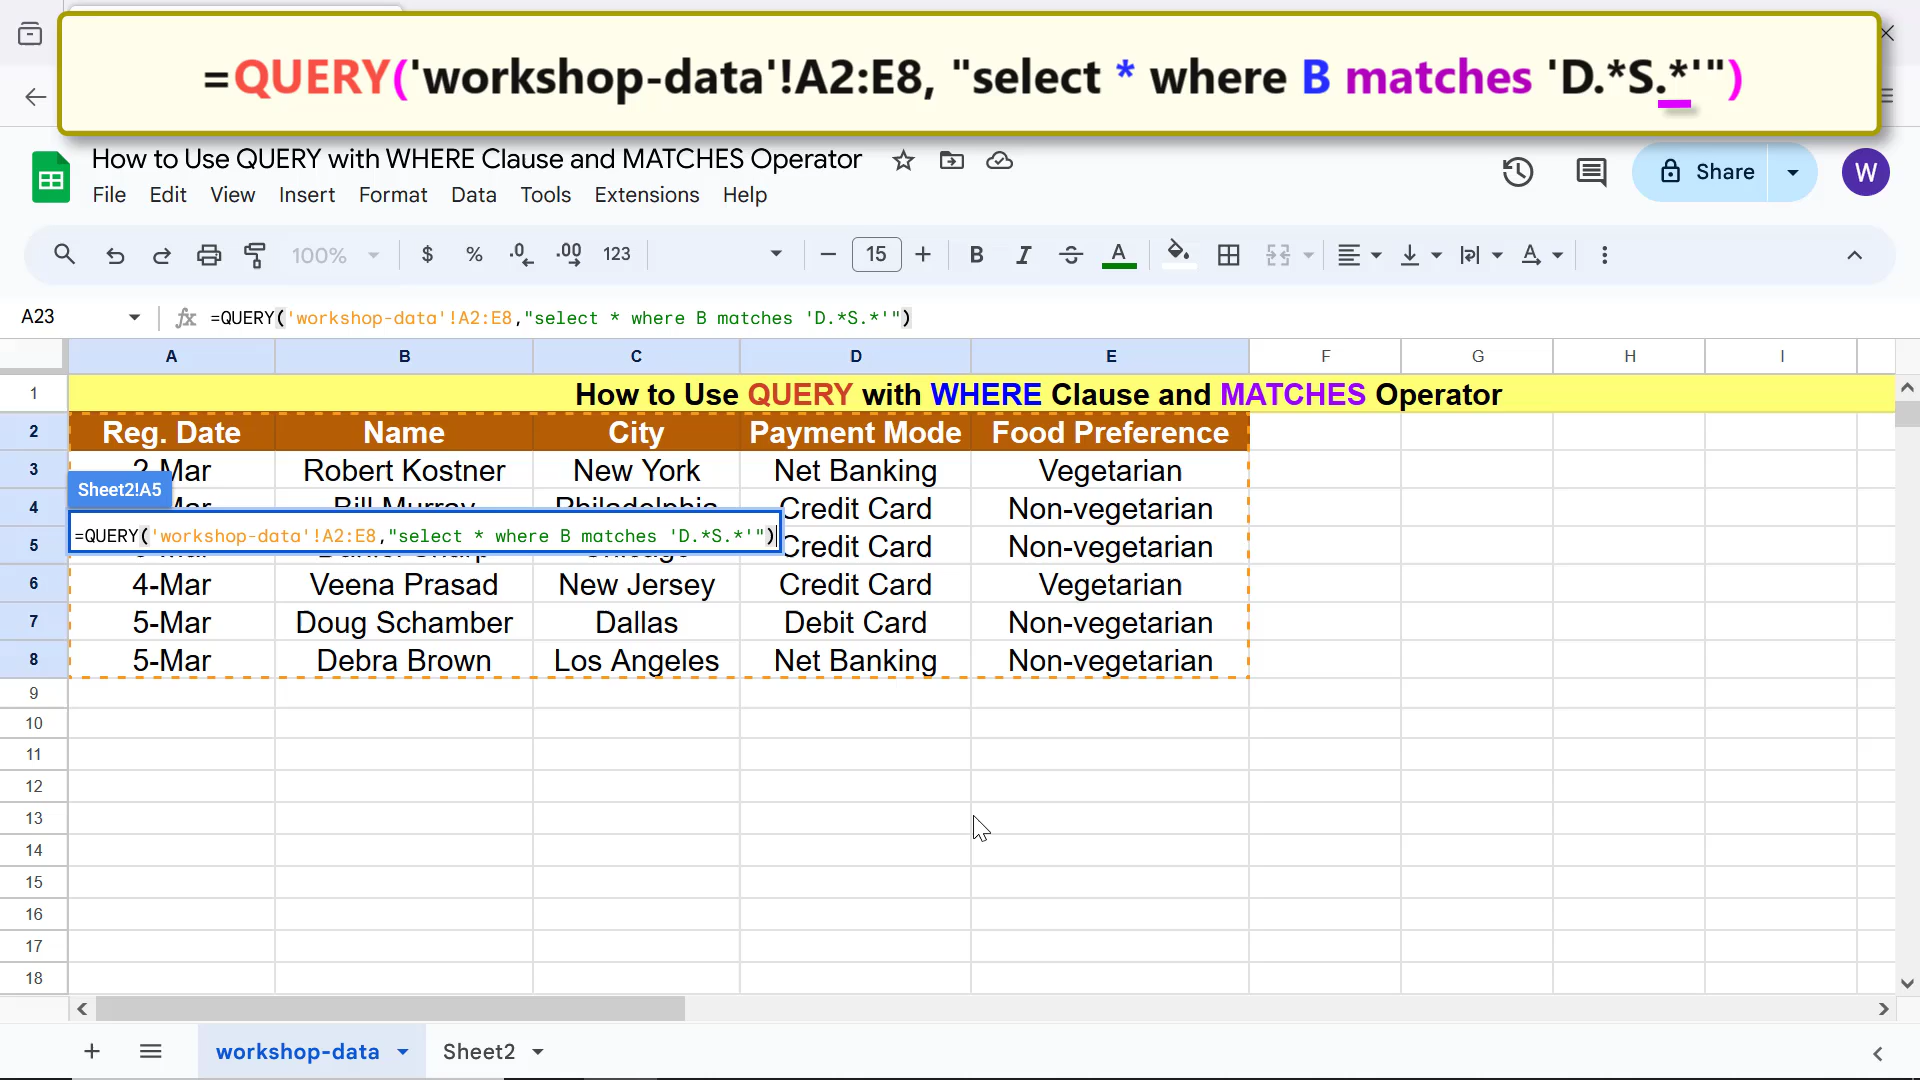 =QUERY('workshop-data'!A2:E8, "select * where B matches 'D.*S.*'")
How to Use QUERY with WHERE Clause and MATCHES Operator
Share
W
File Edit View Insert Format Data Tools Extensions Help
100% $ % .0 .00 123 15 B I A A
A23 fx =QUERY('workshop-data'!A2:E8,"select * where B matches 'D.*S.*'")
A B C D E F G H I
1 How to Use QUERY with WHERE Clause and MATCHES Operator
2 Reg. Date Name City Payment Mode Food Preference
3 2-Mar Robert Kostner New York Net Banking Vegetarian
Sheet2!A5
4 Mar Bill Murray Philadelphia Credit Card Non-vegetarian
=QUERY('workshop-data'!A2:E8,"select * where B matches 'D.*S.*'")
5 Credit Card Non-vegetarian
6 4-Mar Veena Prasad New Jersey Credit Card Vegetarian
7 5-Mar Doug Schamber Dallas Debit Card Non-vegetarian
8 5-Mar Debra Brown Los Angeles Net Banking Non-vegetarian
9
10
11
12
13
14
15
16
17
18
workshop-data Sheet2